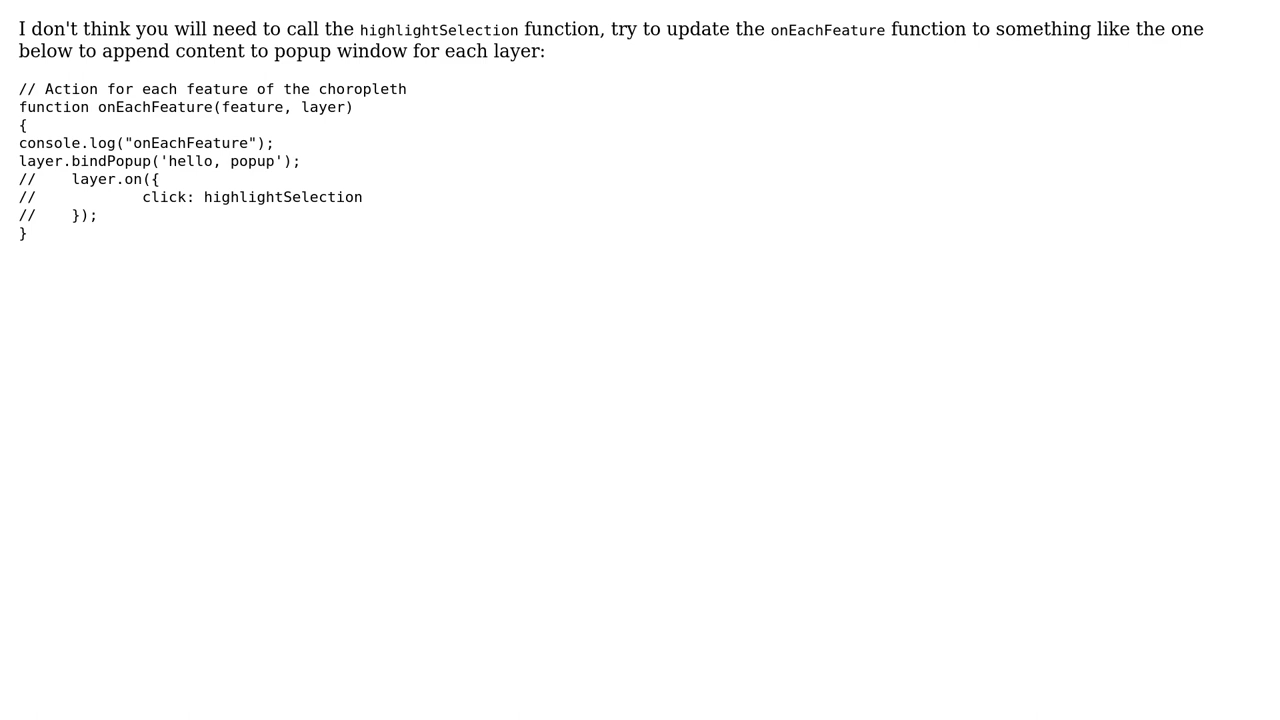 I don't think you will need to call the highlightSelection function, try to update the onEachFeature function to something like the one
below to append content to popup window for each layer:
// Action for each feature of the choropleth
function onEachFeature(feature, layer)
{
console.log("onEachFeature");
layer.bindPopup('hello, popup');
//    layer.on({
//            click: highlightSelection
//    });
}